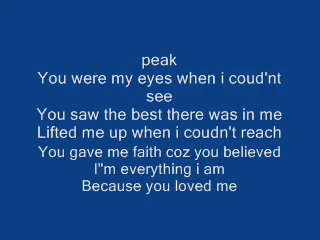 peak
You were my eyes when i coud'nt
see
You saw the best there was in me
Lifted me up when i coudn't reach
You gave me faith coz you believed
I"m everything i am
Because you loved me